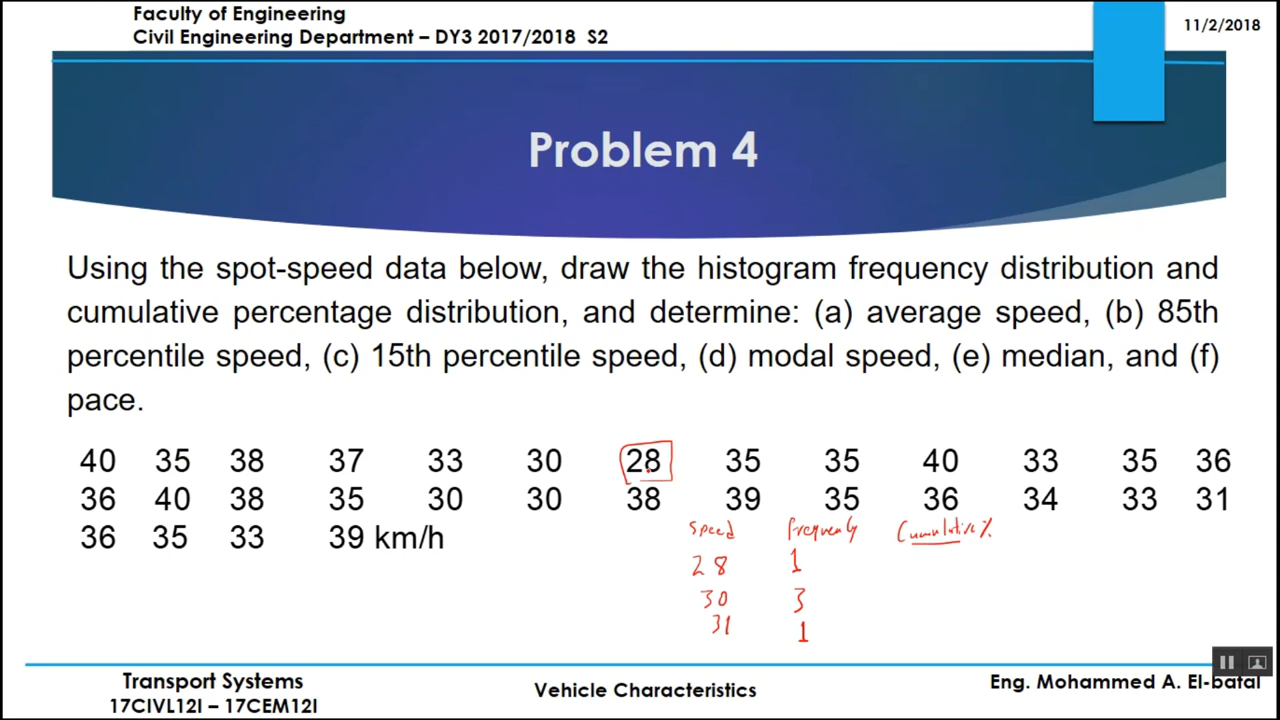 Faculty of Engineering
Civil Engineering Department – DY3 2017/2018 S2
11/2/2018
Problem 4
Using the spot-speed data below, draw the histogram frequency distribution and
cumulative percentage distribution, and determine: (a) average speed, (b) 85th
percentile speed, (c) 15th percentile speed, (d) modal speed, (e) median, and (f)
pace.
40 35 38 37 33 30 28 35 35 40 33 35 36
36 40 38 35 30 30 38 39 35 36 34 33 31
36 35 33 39 km/h
speed frequency Cumulative %
28 1
30 3
31 1
Transport Systems
17CIVL12I – 17CEM12I
Vehicle Characteristics
Eng. Mohammed A. El-batal